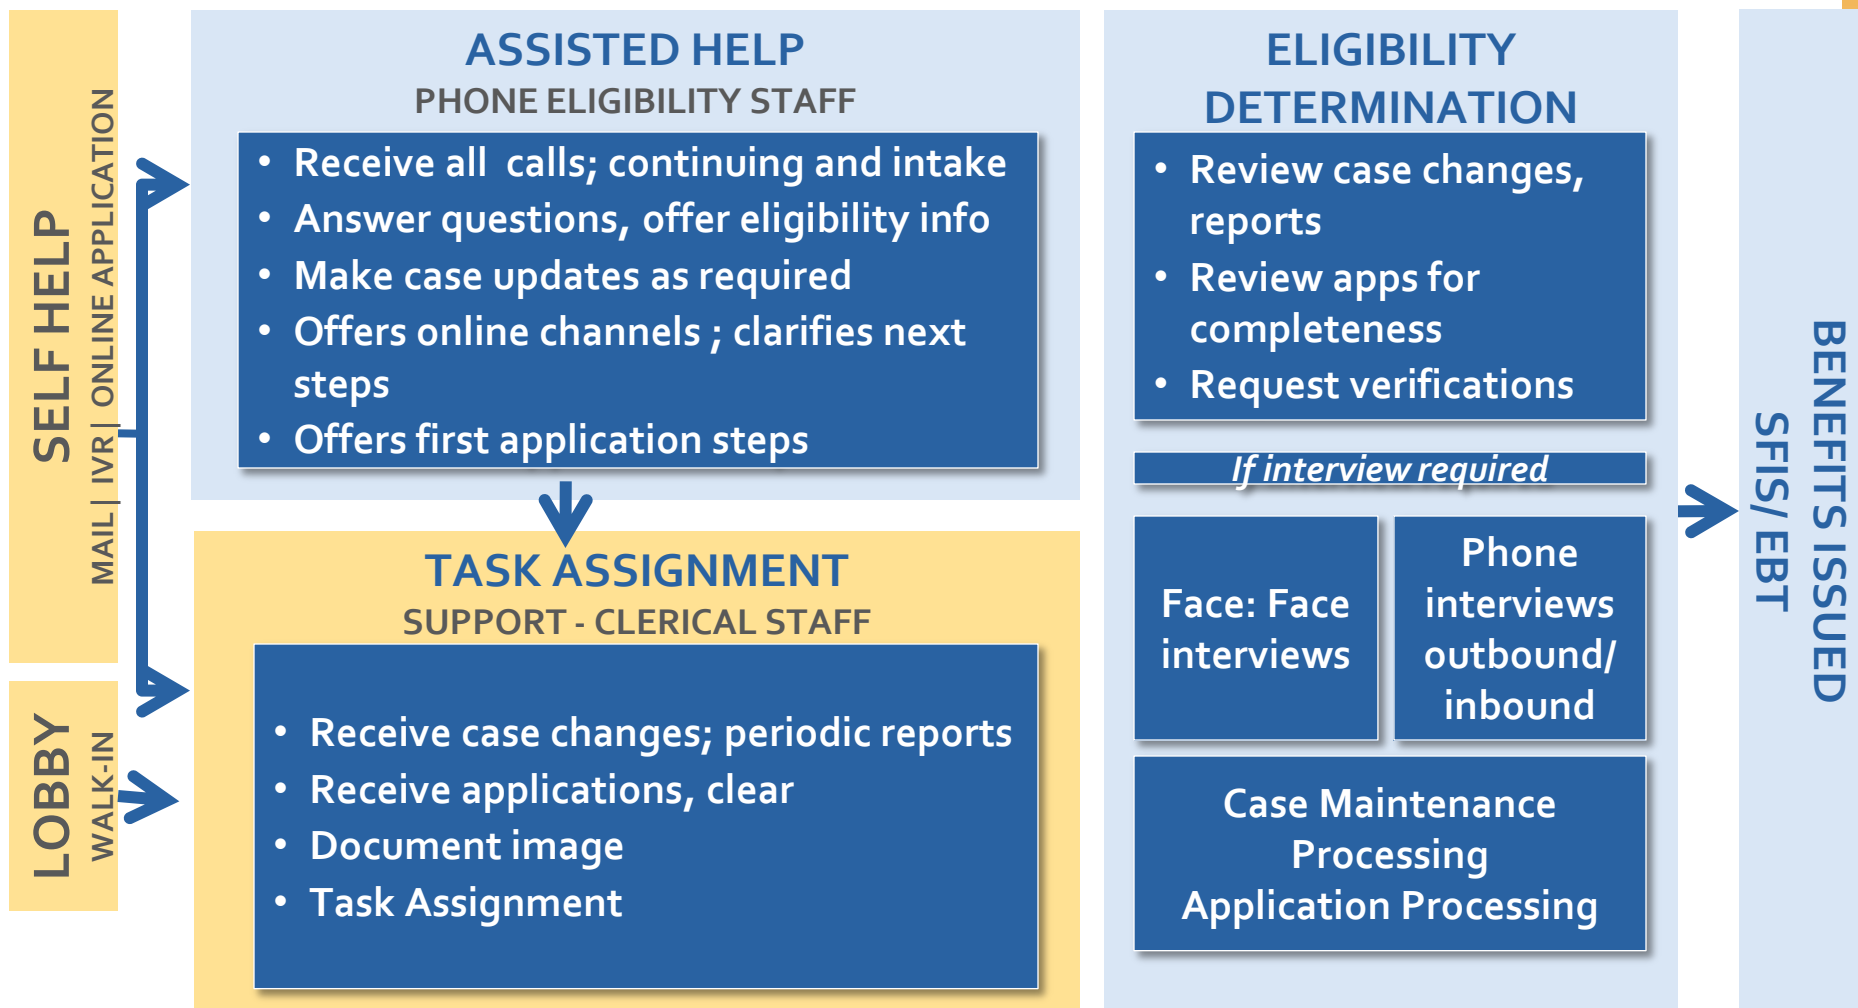 SELF HELP
MAIL| IVR| ONLINE APPLICATION
LOBBY
WALK-IN
ASSISTED HELP
PHONE ELIGIBILITY STAFF
• Receive all calls; continuing and intake
• Answer questions, offer eligibility info
• Make case updates as required
• Offers online channels ; clarifies next
steps
• Offers first application steps
TASK ASSIGNMENT
SUPPORT - CLERICAL STAFF
• Receive case changes; periodic reports
• Receive applications, clear
• Document image
• Task Assignment
ELIGIBILITY
DETERMINATION
• Review case changes,
reports
• Review apps for
completeness
• Request verifications
If interview required
Face: Face
interviews
Phone
interviews
outbound/
inbound
Case Maintenance
Processing
Application Processing
BENEFITS ISSUED
SFIS/ EBT